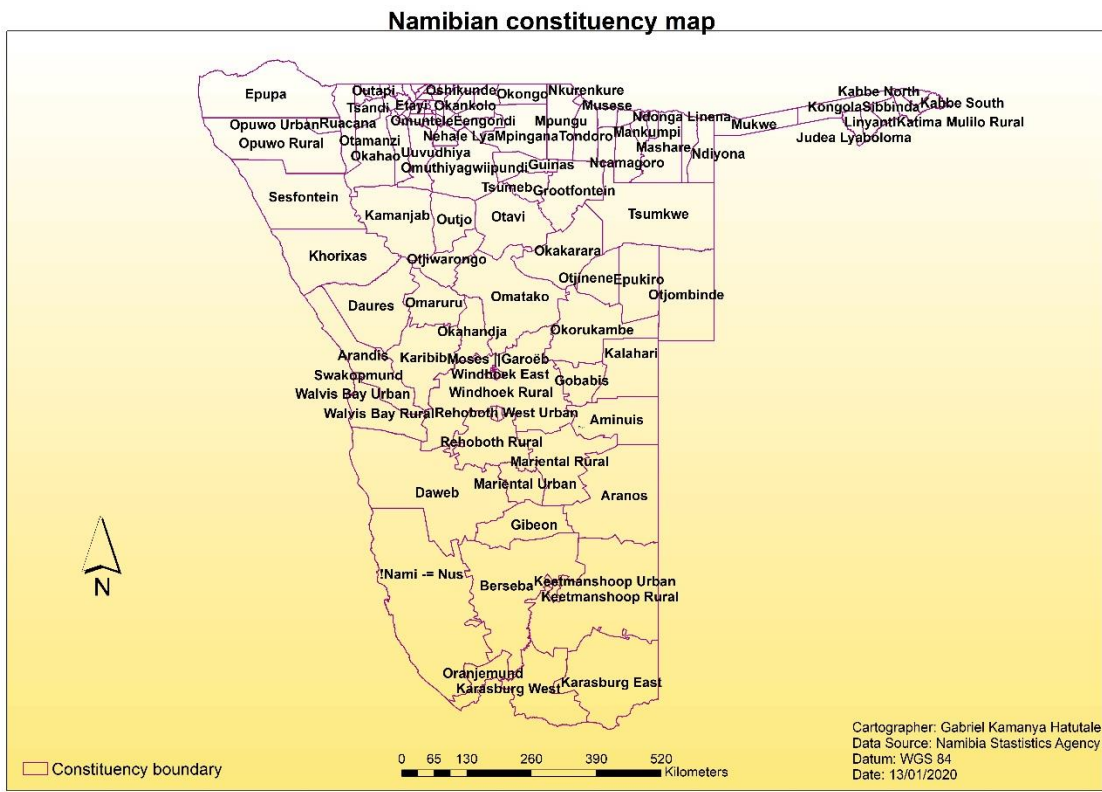 Namibian constituency map
Kabbe North
Epupa
Outapi
Oshikunde
Okongo
Nkurenkure
Kongola
Sibbinda
Kabbe South
Tsandi
Etayi
Okankolo
Musese
Opuwo Urban
Ruacana
Omuntele
Eengondi
Mpungu
Ndonga Linena
Mukwe
Linyanti
Katima Mulilo Rural
Opuwo Rural
Otamanzi
Nehale Lya Mpingana
Tondoro
Mankumpi
Judea Lyaboloma
Okahao
Uuvudhiya
Mashare
Ndiyona
Omuthiyagwiipundi
Guinas
Ncamagoro
Sesfontein
Tsumeb
Grootfontein
Kamanjab
Outjo
Otavi
Tsumkwe
Khorixas
Otjiwarongo
Okakarara
Otjinene
Epukiro
Daures
Omaruru
Omatako
Otjombinde
Okahandja
Okorukambe
Arandis
Karibib
Moses ||Garoëb
Kalahari
Swakopmund
Windhoek East
Gobabis
Walvis Bay Urban
Windhoek Rural
Walvis Bay Rural
Rehoboth West Urban
Aminuis
Rehoboth Rural
Mariental Rural
Daweb
Mariental Urban
Aranos
Gibeon
!Nami -= Nus
Berseba
Keetmanshoop Urban
Keetmanshoop Rural
Oranjemund
Karasburg West
Karasburg East
N
Constituency boundary
0 65 130 260 390 520
Kilometers
Cartographer: Gabriel Kamanya Hatutale
Data Source: Namibia Stastistics Agency
Datum: WGS 84
Date: 13/01/2020